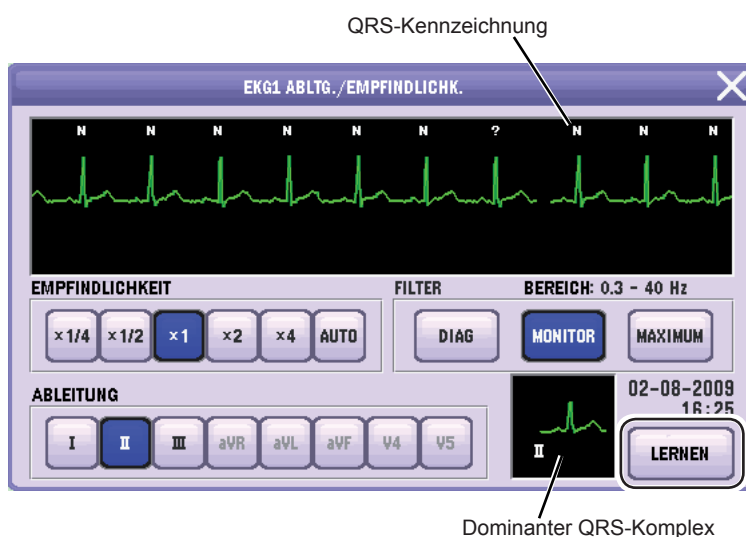 QRS-Kennzeichnung
EKG1 ABLTG./EMPFINDLICHK.
N N N N N N ? N N N
EMPFINDLICHKEIT FILTER BEREICH: 0.3 - 40 Hz
×1/4 ×1/2 ×1 ×2 ×4 AUTO DIAG MONITOR MAXIMUM
ABLEITUNG 02-08-2009
16:25
I II III aVR aVL aVF V4 V5 II LERNEN
Dominanter QRS-Komplex